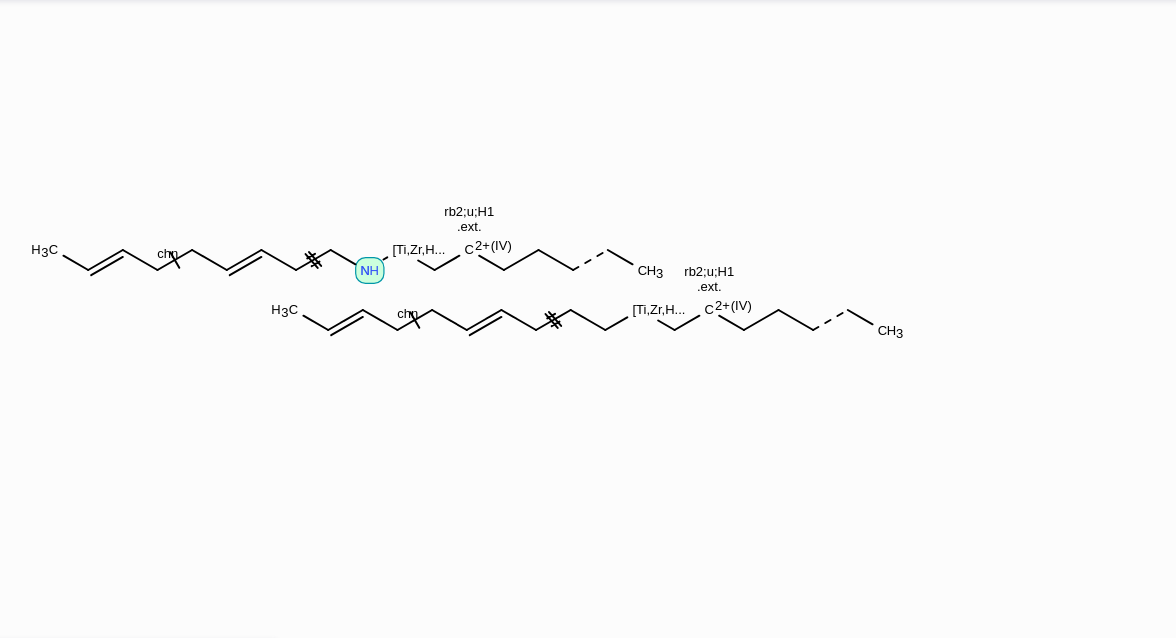 rb2;u;H1
.ext.
H3C chn NH [Ti,Zr,H... C2+(IV) CH3
rb2;u;H1
.ext.
H3C chn [Ti,Zr,H... C2+(IV) CH3